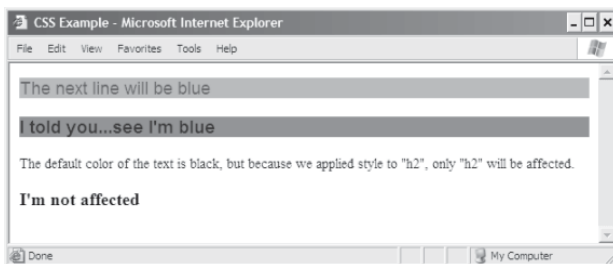 CSS Example - Microsoft Internet Explorer
File Edit View Favorites Tools Help
The next line will be blue
I told you...see I'm blue
The default color of the text is black, but because we applied style to "h2", only "h2" will be affected.
I'm not affected
Done My Computer